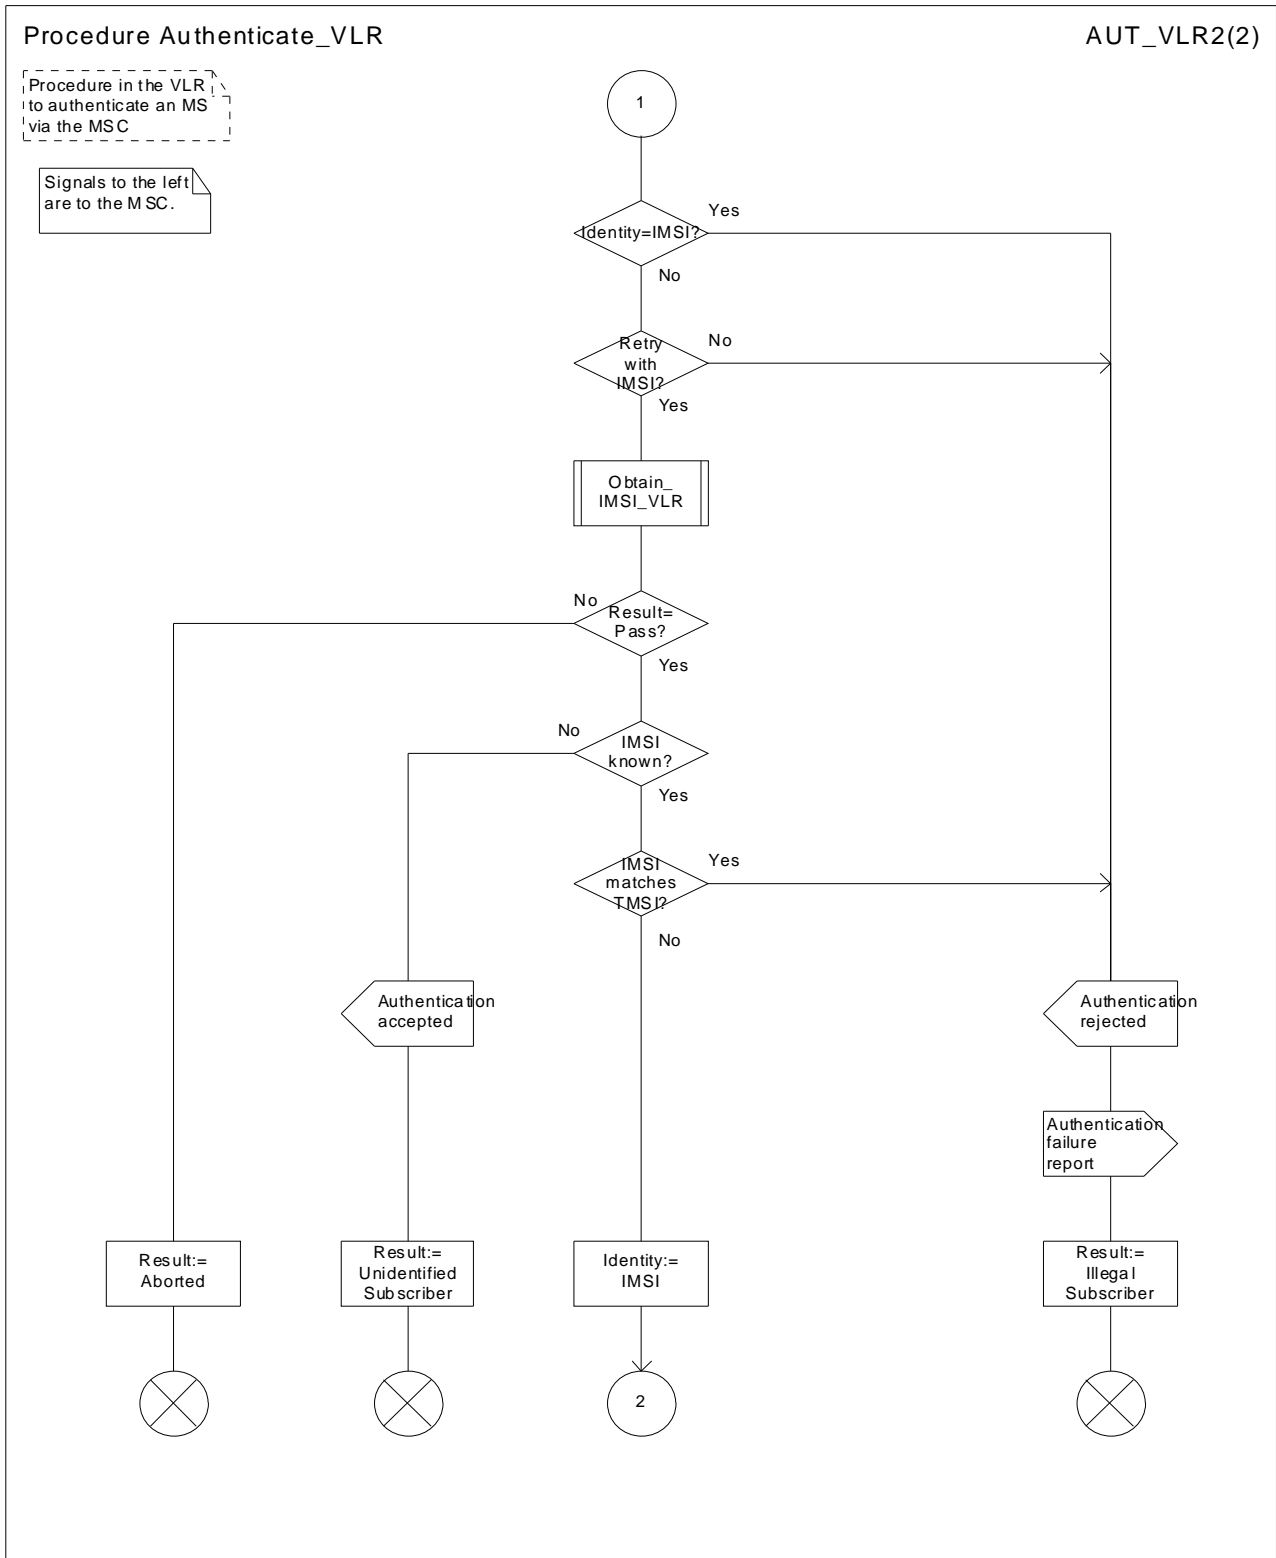 Procedure Authenticate_VLR
AUT_VLR2(2)
Procedure in the VLR
to authenticate an MS
via the MSC
Signals to the left
are to the MSC.
1
Identity=IMSI?
Yes
No
Retry
with
IMSI?
No
Yes
Obtain_
IMSI_VLR
Result=
Pass?
No
Yes
IMSI
known?
No
Yes
IMSI
matches
TMSI?
Yes
No
Authentication
accepted
Authentication
rejected
Authentication
failure
report
Result:=
Aborted
Result:=
Unidentified
Subscriber
Identity:=
IMSI
Result:=
Illegal
Subscriber
2